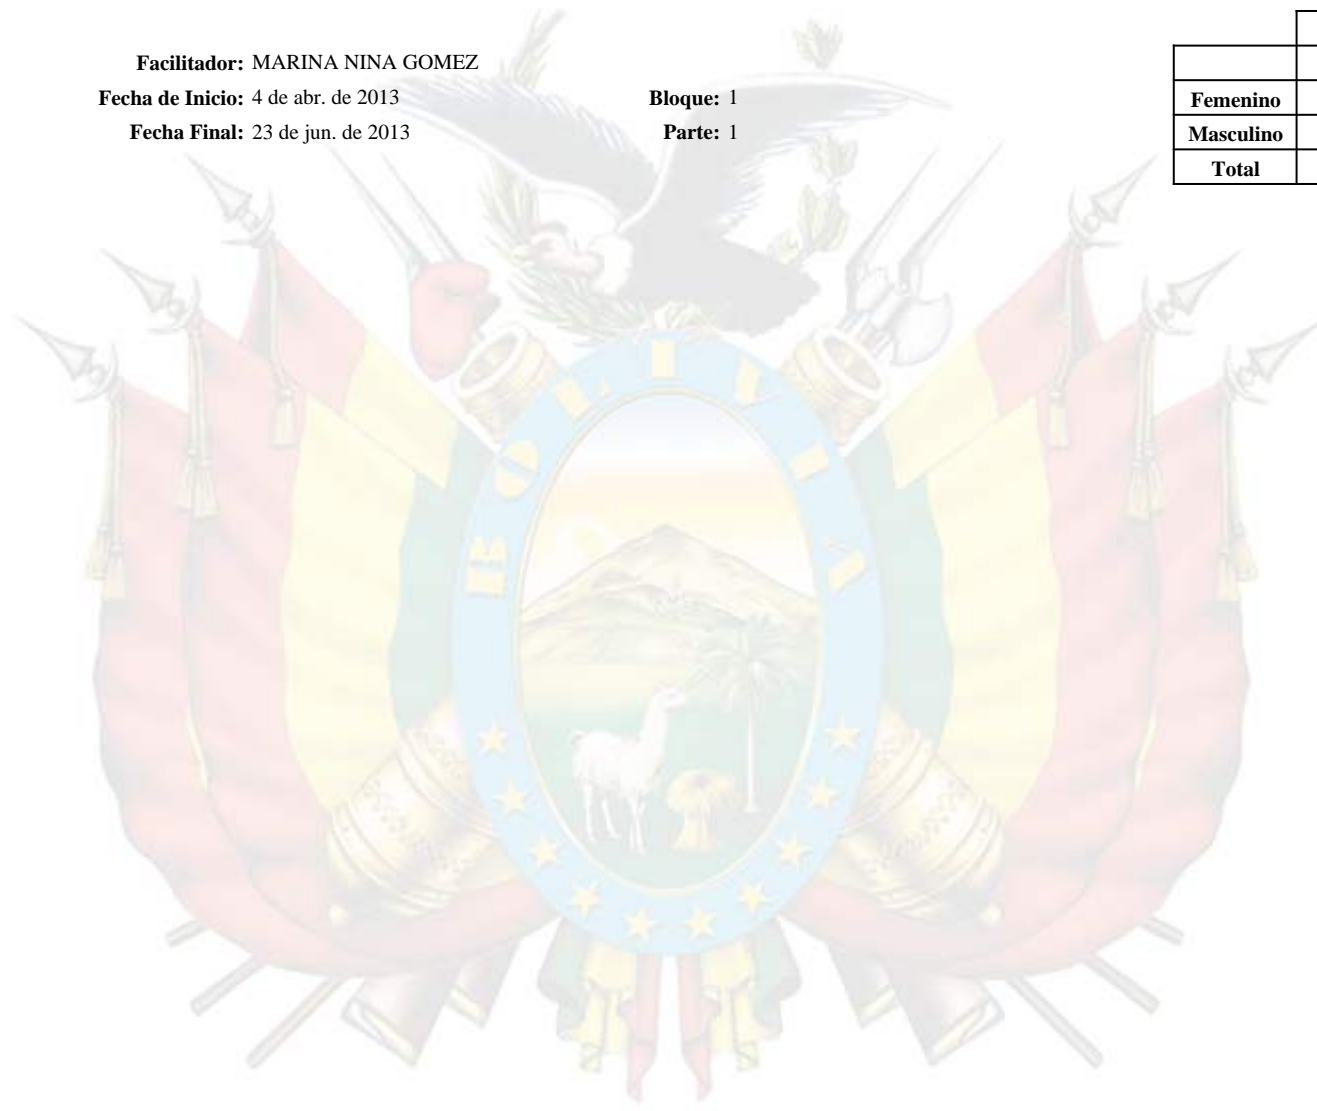 Facilitador: MARINA NINA GOMEZ
Fecha de Inicio: 4 de abr. de 2013 Bloque: 1
Fecha Final: 23 de jun. de 2013 Parte: 1
Femenino
Masculino
Total
BOLIVIA